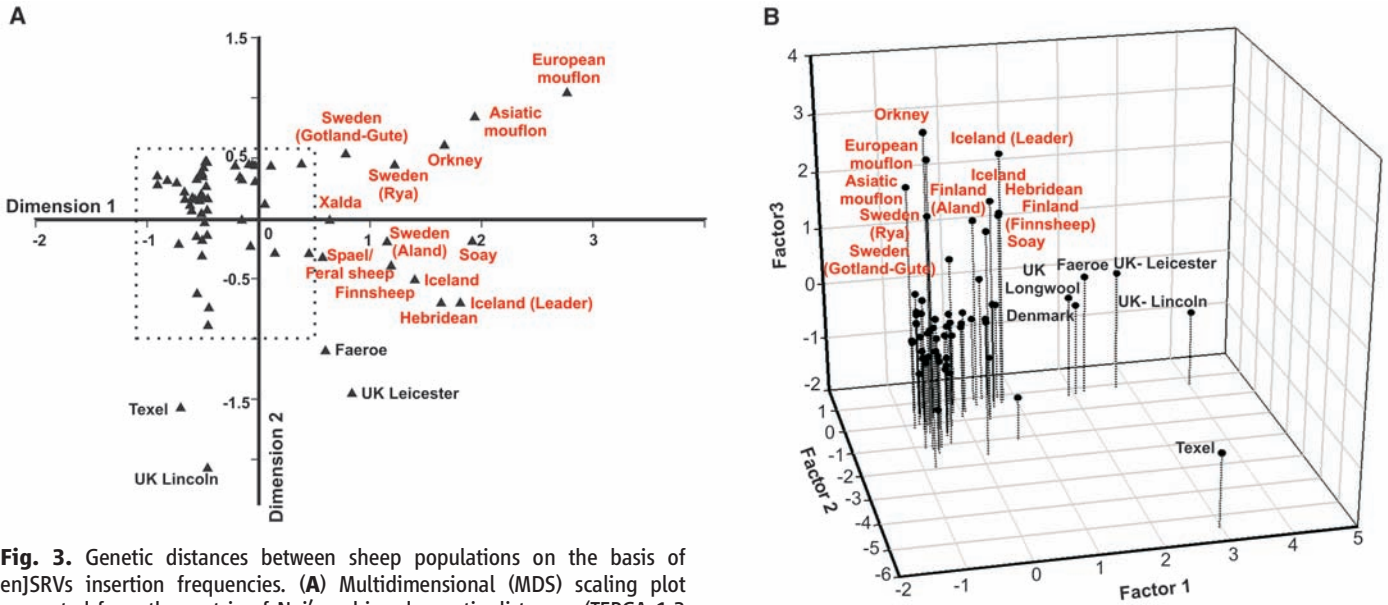 A
1.5
European
mouflon
Asiatic
mouflon
Sweden
(Gotland-Gute)
Orkney
0.5
Sweden
(Rya)
Dimension 1
Xalda
-2
-1
0
1
2
3
Sweden
(Aland)
Soay
Spael/
Feral sheep
-0.5
Finnsheep
Iceland
Iceland (Leader)
Hebridean
Faeroe
UK Leicester
Texel
-1.5
UK Lincoln
Dimension 2
B
4
3
2
1
0
-1
-2
Factor3
Orkney
Iceland (Leader)
European
mouflon
Asiatic
mouflon
Iceland
Finland
(Aland)
Hebridean
Finland
(Finnsheep)
Sweden
(Rya)
Soay
Sweden
(Gotland-Gute)
UK
Longwool
Faeroe
UK- Leicester
Denmark
UK- Lincoln
Texel
1
0
-1
-2
-3
-4
-5
-6
Factor 2
-2
-1
0
1
2
3
4
5
Factor 1
Fig. 3. Genetic distances between sheep populations on the basis of
enJSRVs insertion frequencies. (A) Multidimensional (MDS) scaling plot